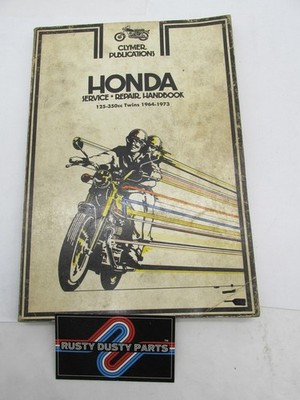 CLYMER
PUBLICATIONS
HONDA
SERVICE • REPAIR, HANDBOOK
125-350cc Twins 1964-1973
RUSTY DUSTY PARTS